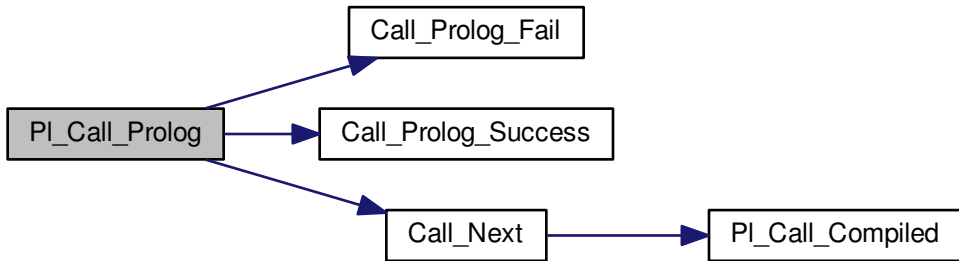 Call_Prolog_Fail
Pl_Call_Prolog
Call_Prolog_Success
Call_Next
Pl_Call_Compiled